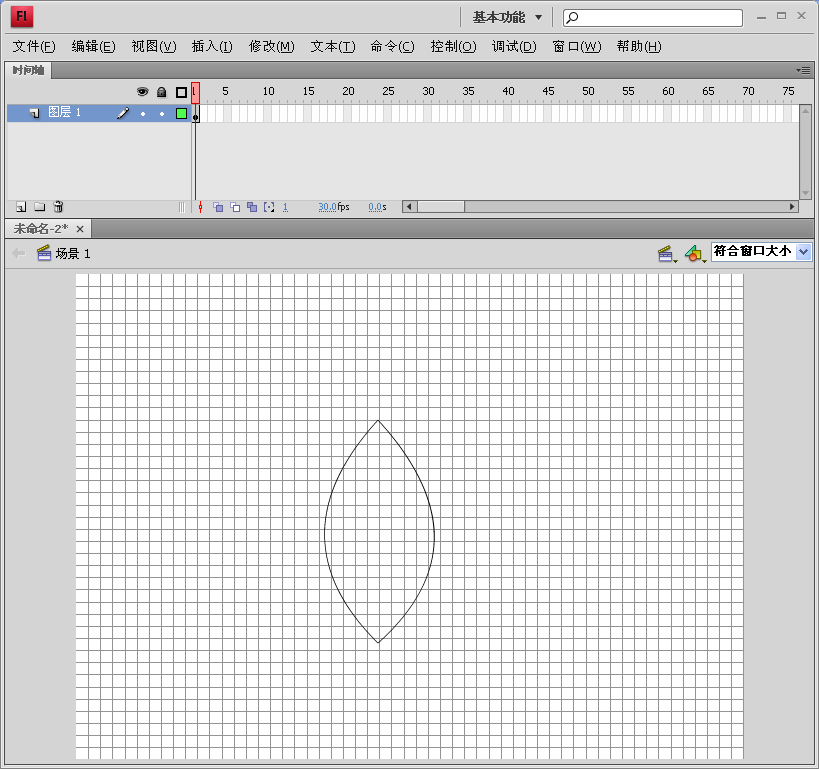 Fl 基本功能
文件(F) 编辑(E) 视图(V) 插入(I) 修改(M) 文本(T) 命令(C) 控制(O) 调试(D) 窗口(W) 帮助(H)
时间轴
1 5 10 15 20 25 30 35 40 45 50 55 60 65 70 75
图层 1
1 30.0fps 0.0s
未命名-2*
场景 1 符合窗口大小